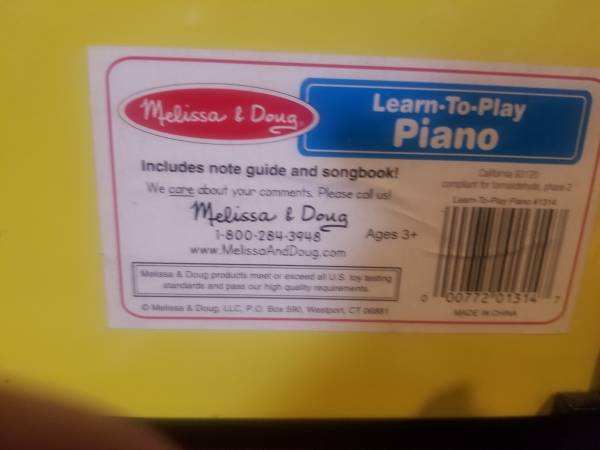 Melissa & Doug
Learn-To-Play
Piano
Includes note guide and songbook!
We care about your comments. Please call us!
Melissa & Doug
1-800-284-3948
www.MelissaAndDoug.com
Ages 3+
California 93120
compliant for formaldehyde, phase 2
Learn-To-Play Piano #1314
Melissa & Doug products meet or exceed all U.S. toy testing
standards and pass our high quality requirements.
© Melissa & Doug, LLC, P.O. Box 590, Westport, CT 06881
0 00772 01314 7
MADE IN CHINA